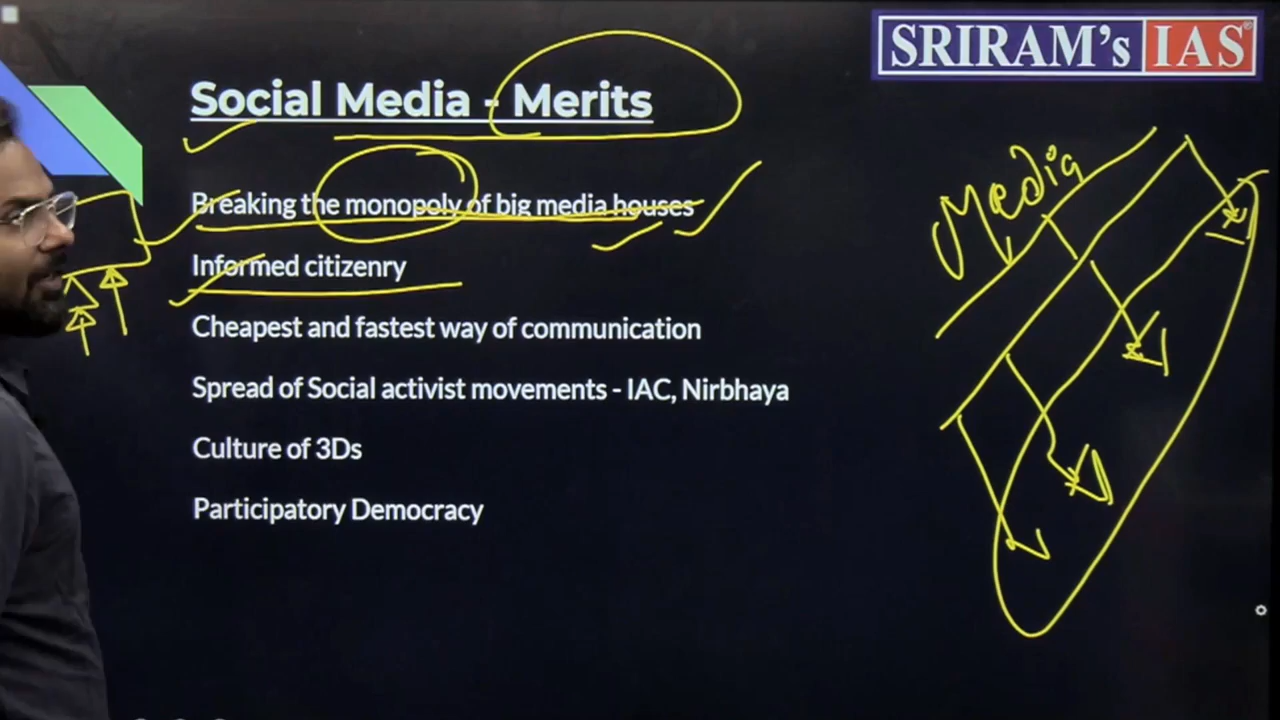 SRIRAM's IAS
Social Media - Merits
Breaking the monopoly of big media houses
Informed citizenry
Cheapest and fastest way of communication
Spread of Social activist movements - IAC, Nirbhaya
Culture of 3Ds
Participatory Democracy
Media